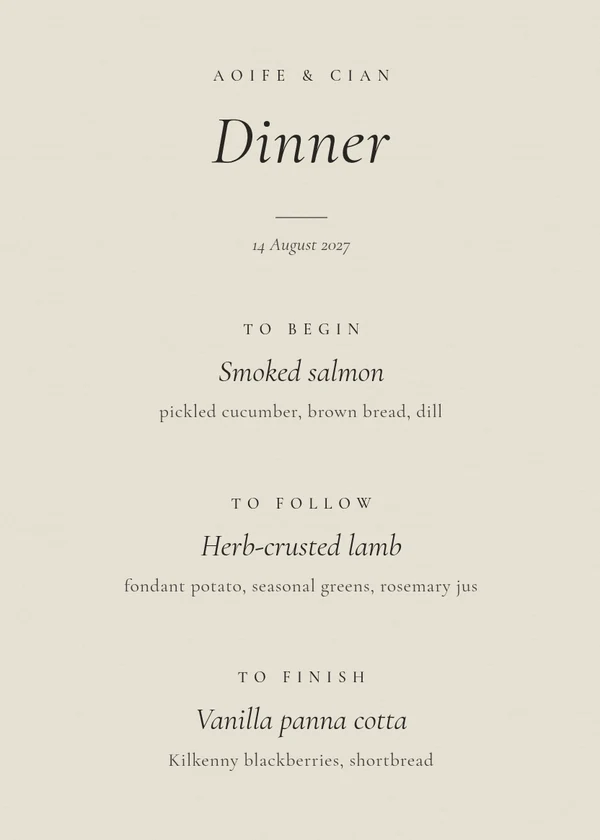 AOIFE & CIAN
Dinner
14 August 2027
TO BEGIN
Smoked salmon
pickled cucumber, brown bread, dill
TO FOLLOW
Herb-crusted lamb
fondant potato, seasonal greens, rosemary jus
TO FINISH
Vanilla panna cotta
Kilkenny blackberries, shortbread